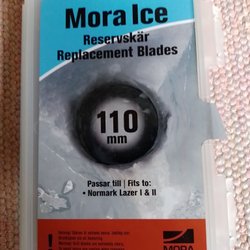 Mora Ice
Reservskär
Replacement Blades
110
mm
Passar till | Fits to:
• Normark Lazer I & II
MORA